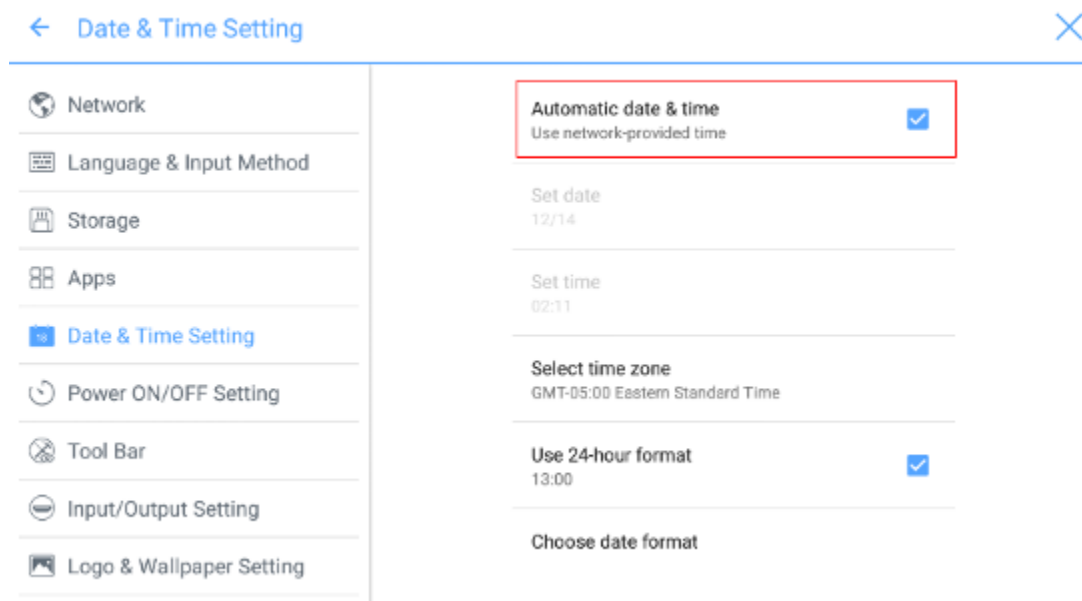 Date & Time Setting
Network
Language & Input Method
Storage
Apps
18
Date & Time Setting
Power ON/OFF Setting
Tool Bar
Input/Output Setting
Logo & Wallpaper Setting
Automatic date & time
Use network-provided time
Set date
12/14
Set time
02:11
Select time zone
GMT-05:00 Eastern Standard Time
Use 24-hour format
13:00
Choose date format